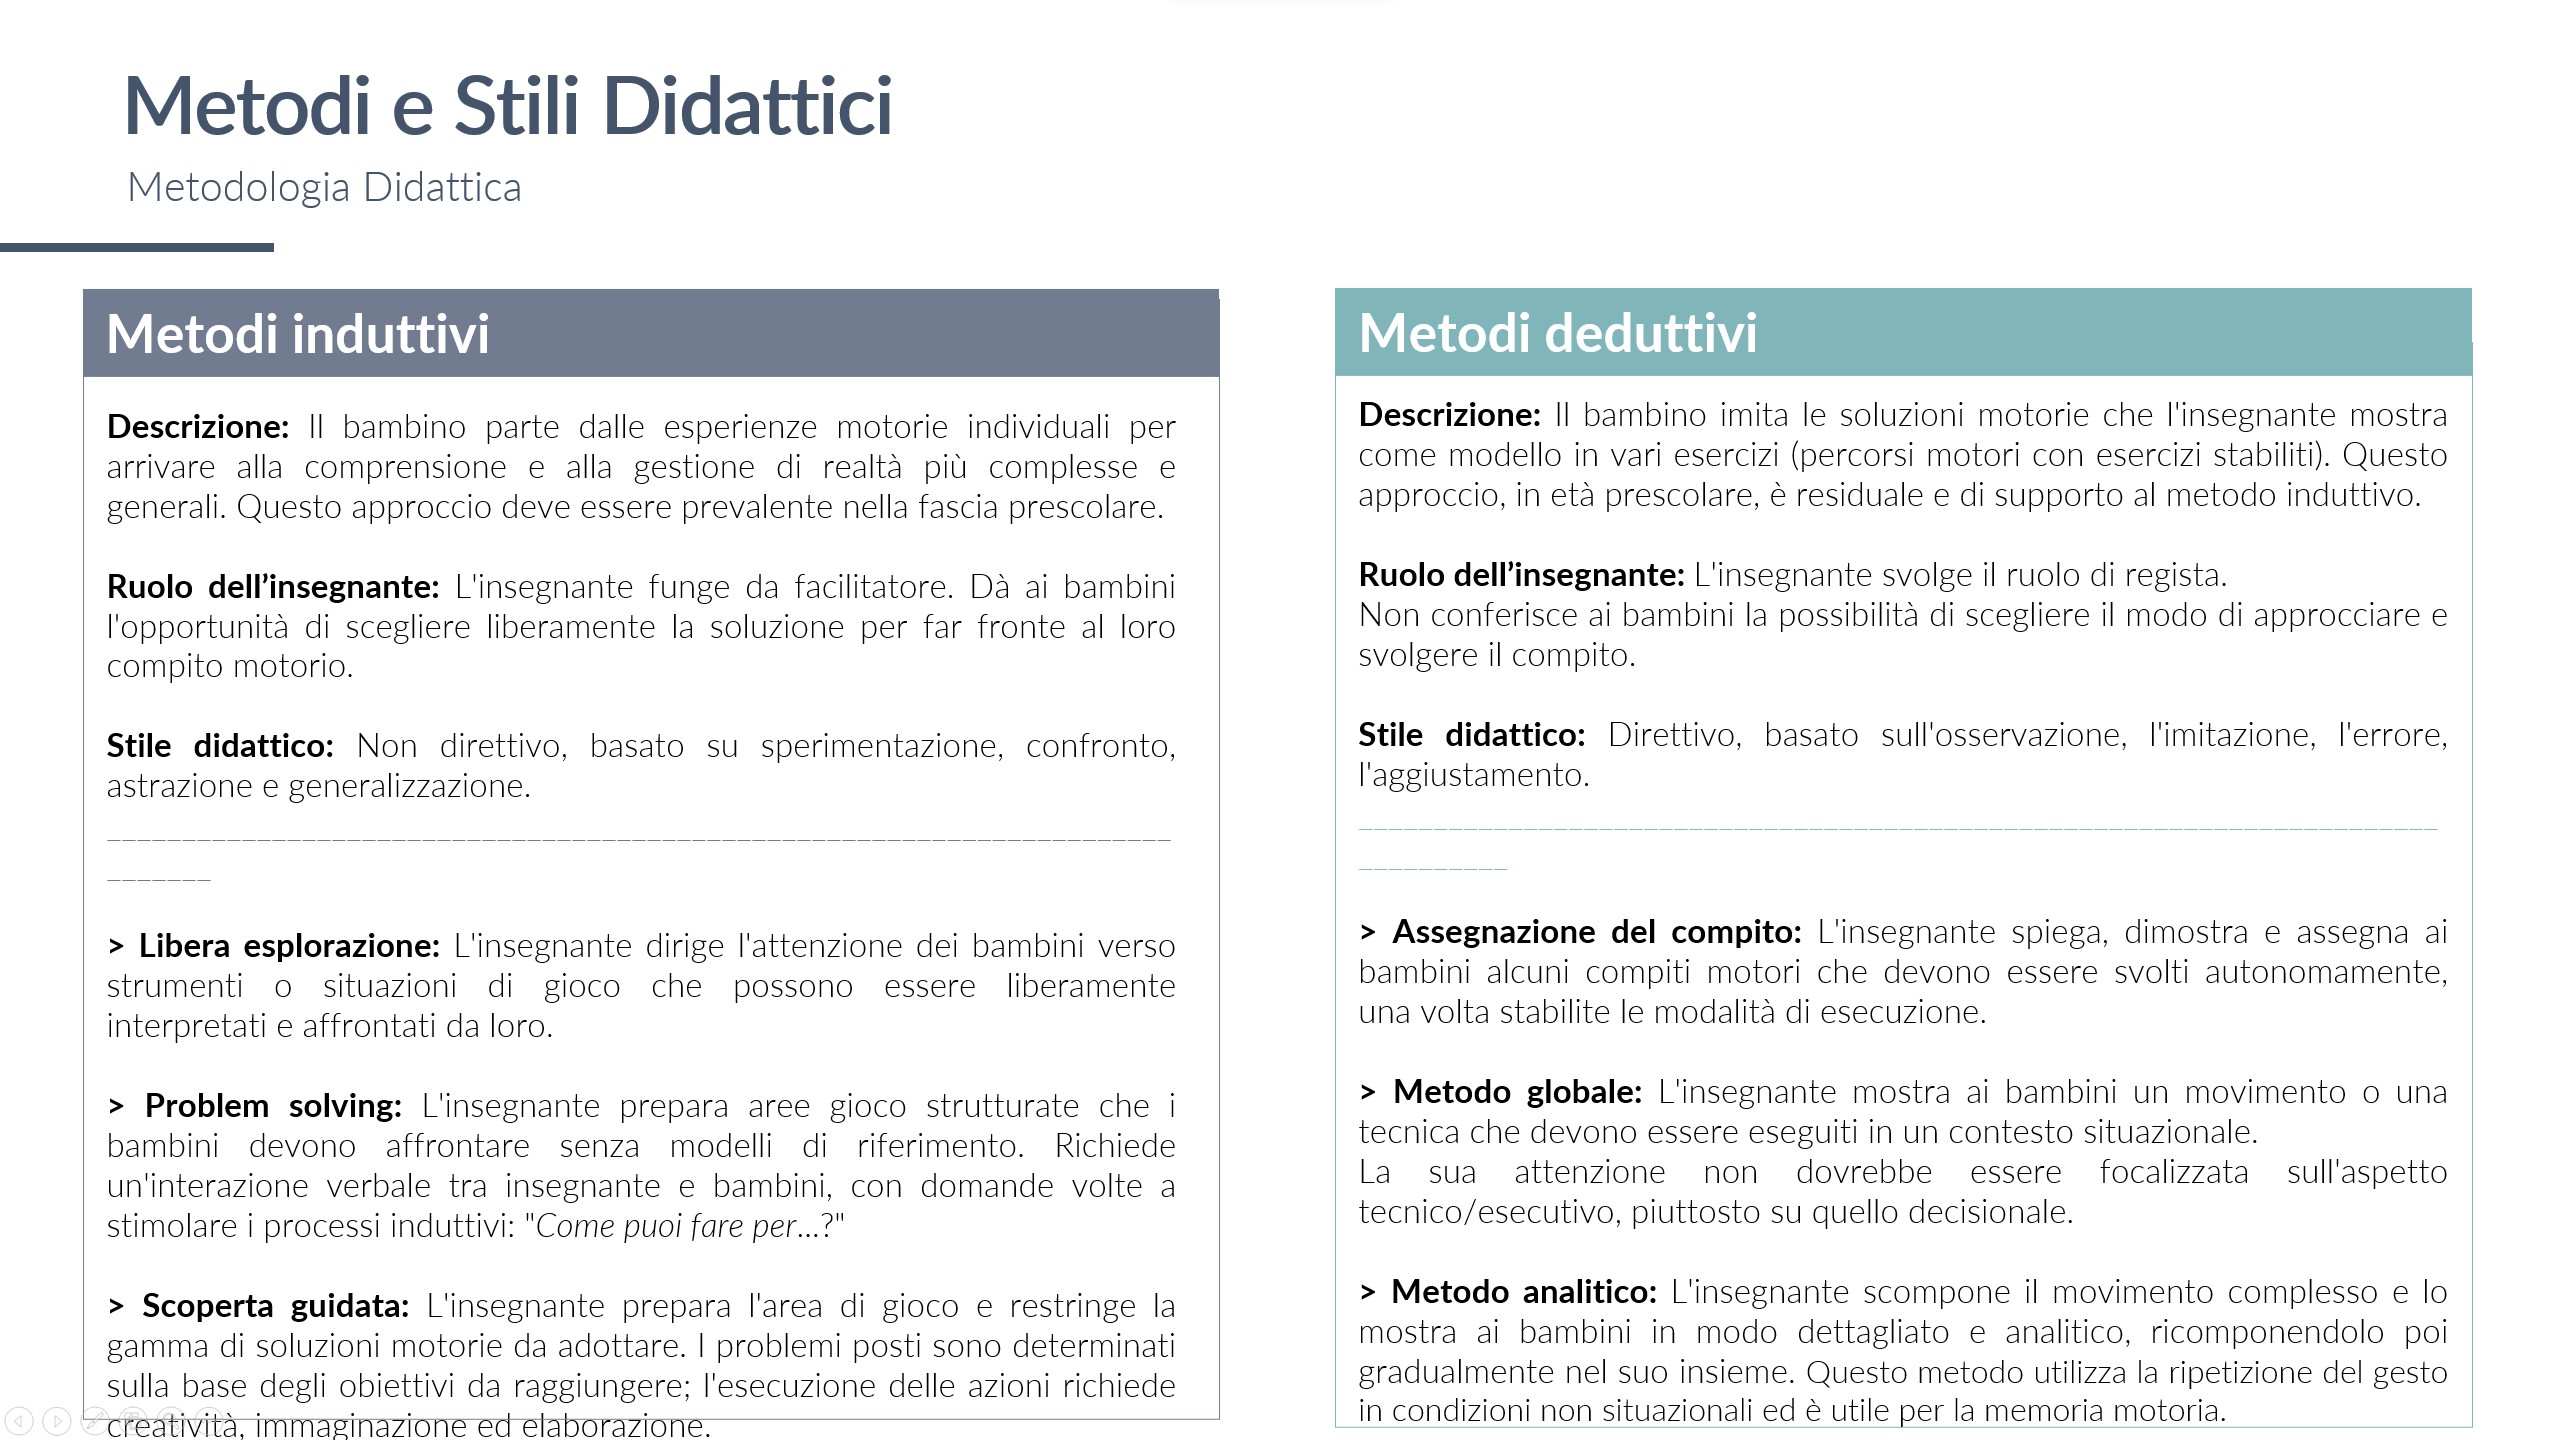 Metodi e Stili Didattici
Metodologia Didattica
Metodi induttivi
Descrizione: Il bambino parte dalle esperienze motorie individuali per
arrivare alla comprensione e alla gestione di realtà più complesse e
generali. Questo approccio deve essere prevalente nella fascia prescolare.
Ruolo dell’insegnante: L'insegnante funge da facilitatore. Dà ai bambini
l'opportunità di scegliere liberamente la soluzione per far fronte al loro
compito motorio.
Stile didattico: Non direttivo, basato su sperimentazione, confronto,
astrazione e generalizzazione.
_______________________________________________________________________
_______
> Libera esplorazione: L'insegnante dirige l'attenzione dei bambini verso
strumenti o situazioni di gioco che possono essere liberamente
interpretati e affrontati da loro.
> Problem solving: L'insegnante prepara aree gioco strutturate che i
bambini devono affrontare senza modelli di riferimento. Richiede
un'interazione verbale tra insegnante e bambini, con domande volte a
stimolare i processi induttivi: "Come puoi fare per...?"
> Scoperta guidata: L'insegnante prepara l'area di gioco e restringe la
gamma di soluzioni motorie da adottare. I problemi posti sono determinati
sulla base degli obiettivi da raggiungere; l'esecuzione delle azioni richiede
creatività, immaginazione ed elaborazione.
Metodi deduttivi
Descrizione: Il bambino imita le soluzioni motorie che l'insegnante mostra
come modello in vari esercizi (percorsi motori con esercizi stabiliti). Questo
approccio, in età prescolare, è residuale e di supporto al metodo induttivo.
Ruolo dell’insegnante: L'insegnante svolge il ruolo di regista.
Non conferisce ai bambini la possibilità di scegliere il modo di approcciare e
svolgere il compito.
Stile didattico: Direttivo, basato sull'osservazione, l'imitazione, l'errore,
l'aggiustamento.
________________________________________________________________________
__________
> Assegnazione del compito: L'insegnante spiega, dimostra e assegna ai
bambini alcuni compiti motori che devono essere svolti autonomamente,
una volta stabilite le modalità di esecuzione.
> Metodo globale: L'insegnante mostra ai bambini un movimento o una
tecnica che devono essere eseguiti in un contesto situazionale.
La sua attenzione non dovrebbe essere focalizzata sull'aspetto
tecnico/esecutivo, piuttosto su quello decisionale.
> Metodo analitico: L'insegnante scompone il movimento complesso e lo
mostra ai bambini in modo dettagliato e analitico, ricomponendolo poi
gradualmente nel suo insieme. Questo metodo utilizza la ripetizione del gesto
in condizioni non situazionali ed è utile per la memoria motoria.